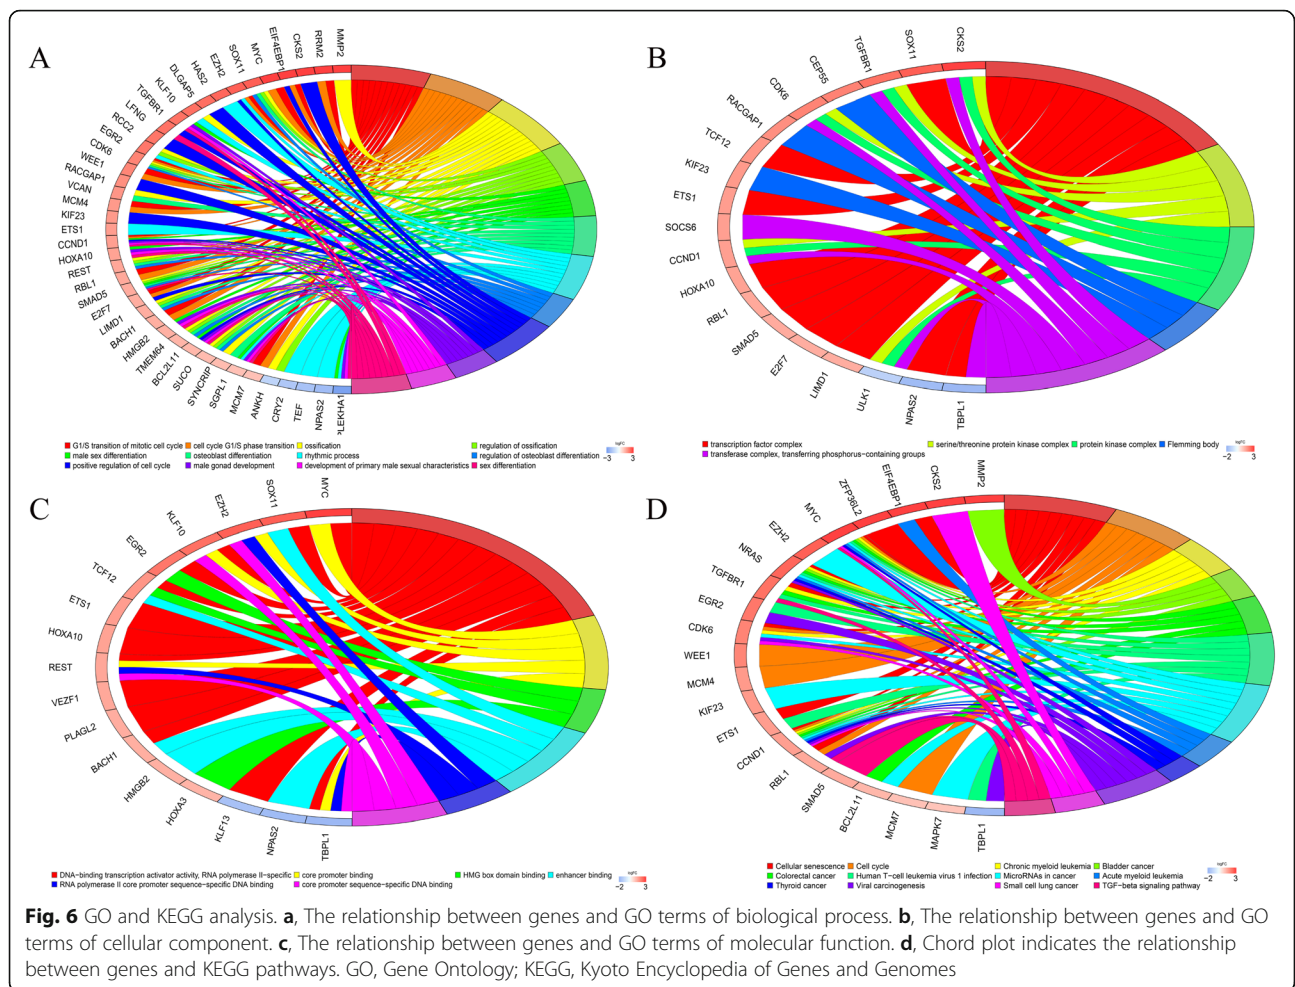 A
MMP2
RRM2
CKS2
EIF4EBP1
MYC
SOX11
EZH2
HAS2
DLGAP5
KLF10
TGFBR1
LFNG
RCC2
EGR2
CDK6
WEE1
RACGAP1
VCAN
MCM4
KIF23
ETS1
CCND1
HOXA10
REST
RBL1
SMAD5
E2F7
LIMD1
BACH1
HMGB2
TMEM64
BCL2L11
SUCO
SYNCRIP
SGPL1
MCM7
ANKH
CRY2
TEF
NPAS2
PLEKHA1
G1/S transition of mitotic cell cycle cell cycle G1/S phase transition ossification regulation of ossification
male sex differentiation osteoblast differentiation rhythmic process regulation of osteoblast differentiation
positive regulation of cell cycle male gonad development development of primary male sexual characteristics sex differentiation
logFC
−3 3
B
CKS2
SOX11
TGFBR1
CEP55
CDK6
RACGAP1
TCF12
KIF23
ETS1
SOCS6
CCND1
HOXA10
RBL1
SMAD5
E2F7
LIMD1
ULK1
NPAS2
TBPL1
transcription factor complex serine/threonine protein kinase complex protein kinase complex Flemming body
transferase complex, transferring phosphorus−containing groups
logFC
−2 3
C
MYC
SOX11
EZH2
KLF10
EGR2
TCF12
ETS1
HOXA10
REST
VEZF1
PLAGL2
BACH1
HMGB2
HOXA3
KLF13
NPAS2
TBPL1
DNA−binding transcription activator activity, RNA polymerase II−specific core promoter binding HMG box domain binding enhancer binding
RNA polymerase II core promoter sequence−specific DNA binding core promoter sequence−specific DNA binding
logFC
−2 3
D
MMP2
CKS2
EIF4EBP1
ZFP36L2
MYC
EZH2
NRAS
TGFBR1
EGR2
CDK6
WEE1
MCM4
KIF23
ETS1
CCND1
RBL1
SMAD5
BCL2L11
MCM7
MAPK7
TBPL1
Cellular senescence Cell cycle Chronic myeloid leukemia Bladder cancer
Colorectal cancer Human T−cell leukemia virus 1 infection MicroRNAs in cancer Acute myeloid leukemia
Thyroid cancer Viral carcinogenesis Small cell lung cancer TGF−beta signaling pathway
logFC
−2 3
Fig. 6 GO and KEGG analysis. a, The relationship between genes and GO terms of biological process. b, The relationship between genes and GO
terms of cellular component. c, The relationship between genes and GO terms of molecular function. d, Chord plot indicates the relationship
between genes and KEGG pathways. GO, Gene Ontology; KEGG, Kyoto Encyclopedia of Genes and Genomes